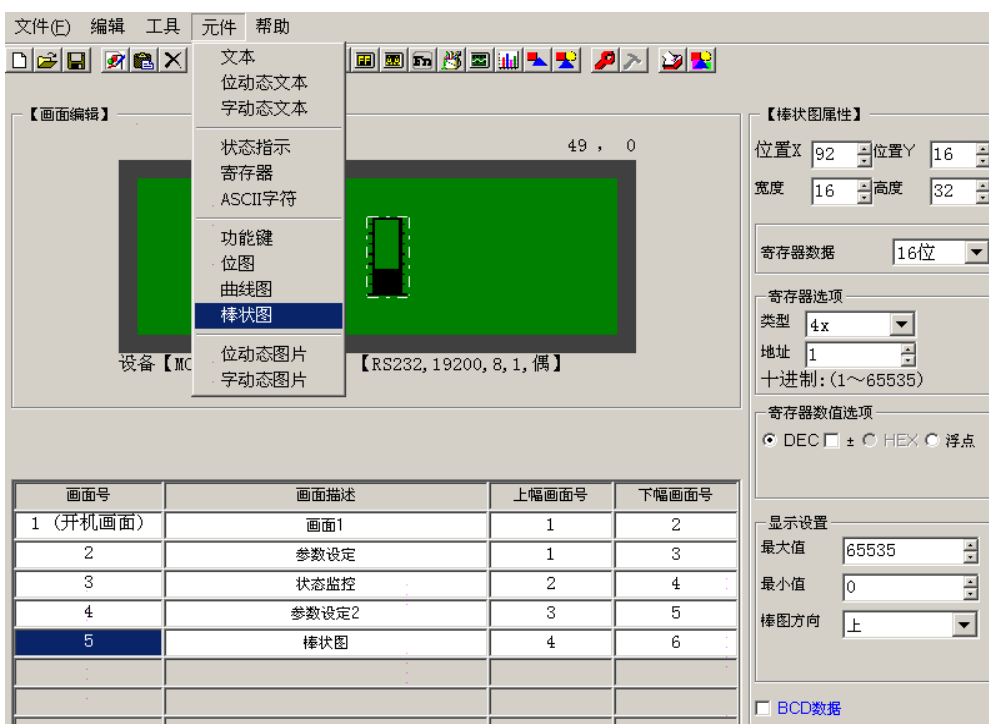 文件(F) 编辑 工具 元件 帮助
文本
位动态文本
字动态文本
状态指示
寄存器
ASCII字符
功能键
位图
曲线图
棒状图
位动态图片
字动态图片
Fn
【画面编辑】
49 , 0
设备【MO
【RS232,19200,8,1,偶】
【棒状图属性】
位置X 92 位置Y 16
宽度 16 高度 32
寄存器数据 16位
寄存器选项
类型 4x
地址 1
十进制:(1～65535)
寄存器数值选项
DEC ± HEX 浮点
显示设置
最大值 65535
最小值 0
棒图方向 上
BCD数据
画面号 画面描述 上幅画面号 下幅画面号
1 (开机画面) 画面1 1 2
2 参数设定 1 3
3 状态监控 2 4
4 参数设定2 3 5
5 棒状图 4 6